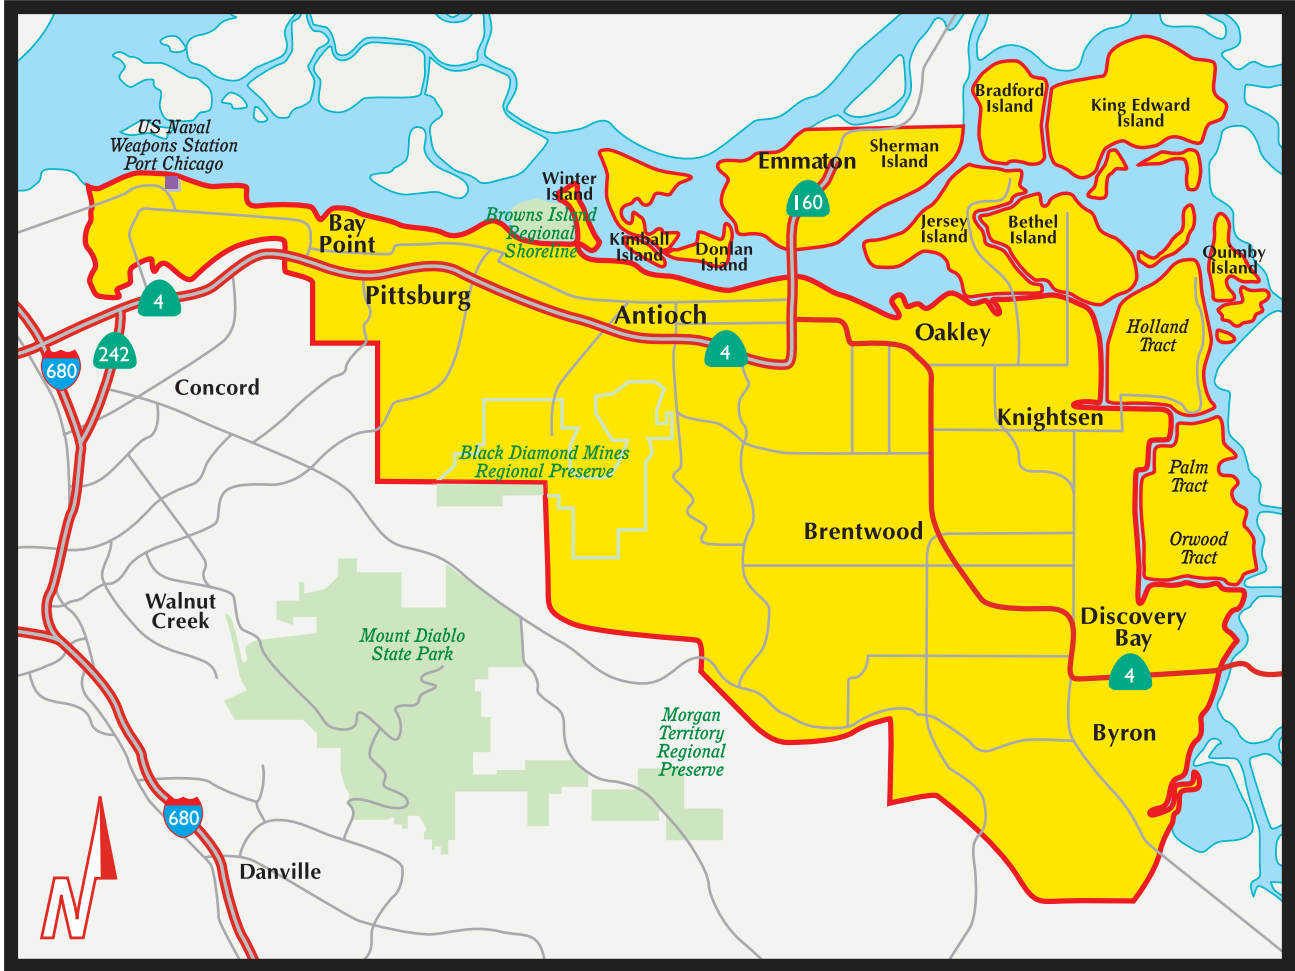 US Naval
Weapons Station
Port Chicago
Bradford
Island
King Edward
Island
Emmaton
Sherman
Island
160
Winter
Island
Browns Island
Regional
Shoreline
Kimball
Island
Donlan
Island
Jersey
Island
Bethel
Island
Quimby
Island
Bay
Point
Pittsburg
4
Antioch
4
Oakley
Holland
Tract
242
680
Concord
Knightsen
Black Diamond Mines
Regional Preserve
Palm
Tract
Orwood
Tract
Brentwood
Walnut
Creek
Mount Diablo
State Park
Discovery
Bay
4
Morgan
Territory
Regional
Preserve
Byron
680
Danville
N